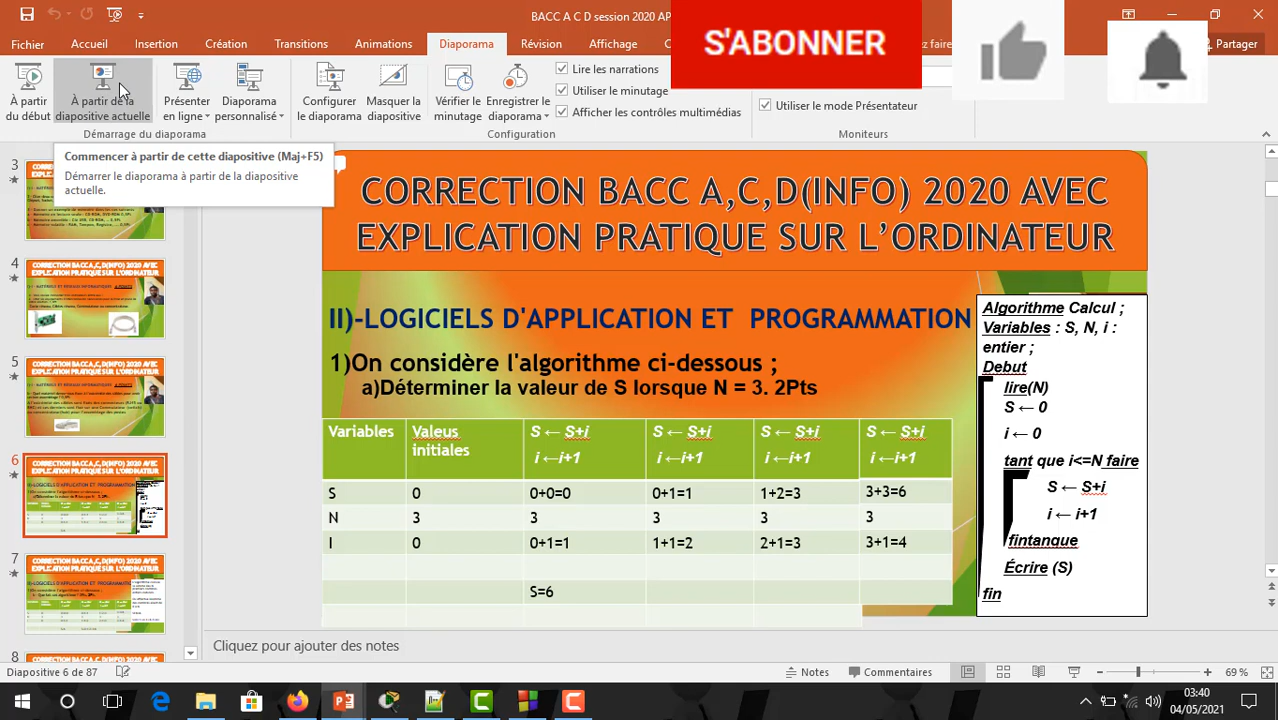 BACC A C D session 2020 AP
S'ABONNER
Fichier Accueil Insertion Création Transitions Animations Diaporama Révision Affichage
Partager
À partir du début
À partir de la diapositive actuelle
Présenter en ligne
Diaporama personnalisé
Configurer le diaporama
Masquer la diapositive
Vérifier le minutage
Enregistrer le diaporama
Lire les narrations
Utiliser le minutage
Afficher les contrôles multimédias
Utiliser le mode Présentateur
Démarrage du diaporama
Configuration
Moniteurs
Commencer à partir de cette diapositive (Maj+F5)
Démarrer le diaporama à partir de la diapositive
actuelle.
3
4
5
6
7
8
CORRECTION BACC A,C,D(INFO) 2020 AVEC
EXPLICATION PRATIQUE SUR L'ORDINATEUR
II)-LOGICIELS D'APPLICATION ET PROGRAMMATION
1)On considère l'algorithme ci-dessous ;
a)Déterminer la valeur de S lorsque N = 3. 2Pts
Variables Valeus initiales S ← S+i i ←i+1 S ← S+i i ←i+1 S ← S+i i ←i+1 S ← S+i i ←i+1
S 0 0+0=0 0+1=1 1+2=3 3+3=6
N 3 3 3 3 3
I 0 0+1=1 1+1=2 2+1=3 3+1=4
S=6
Algorithme Calcul ;
Variables : S, N, i :
entier ;
Debut
lire(N)
S ← 0
i ← 0
tant que i<=N faire
S ← S+i
i ← i+1
fintanque
Écrire (S)
fin
Cliquez pour ajouter des notes
Diapositive 6 de 87
Notes
Commentaires
69 %
03:40
04/05/2021